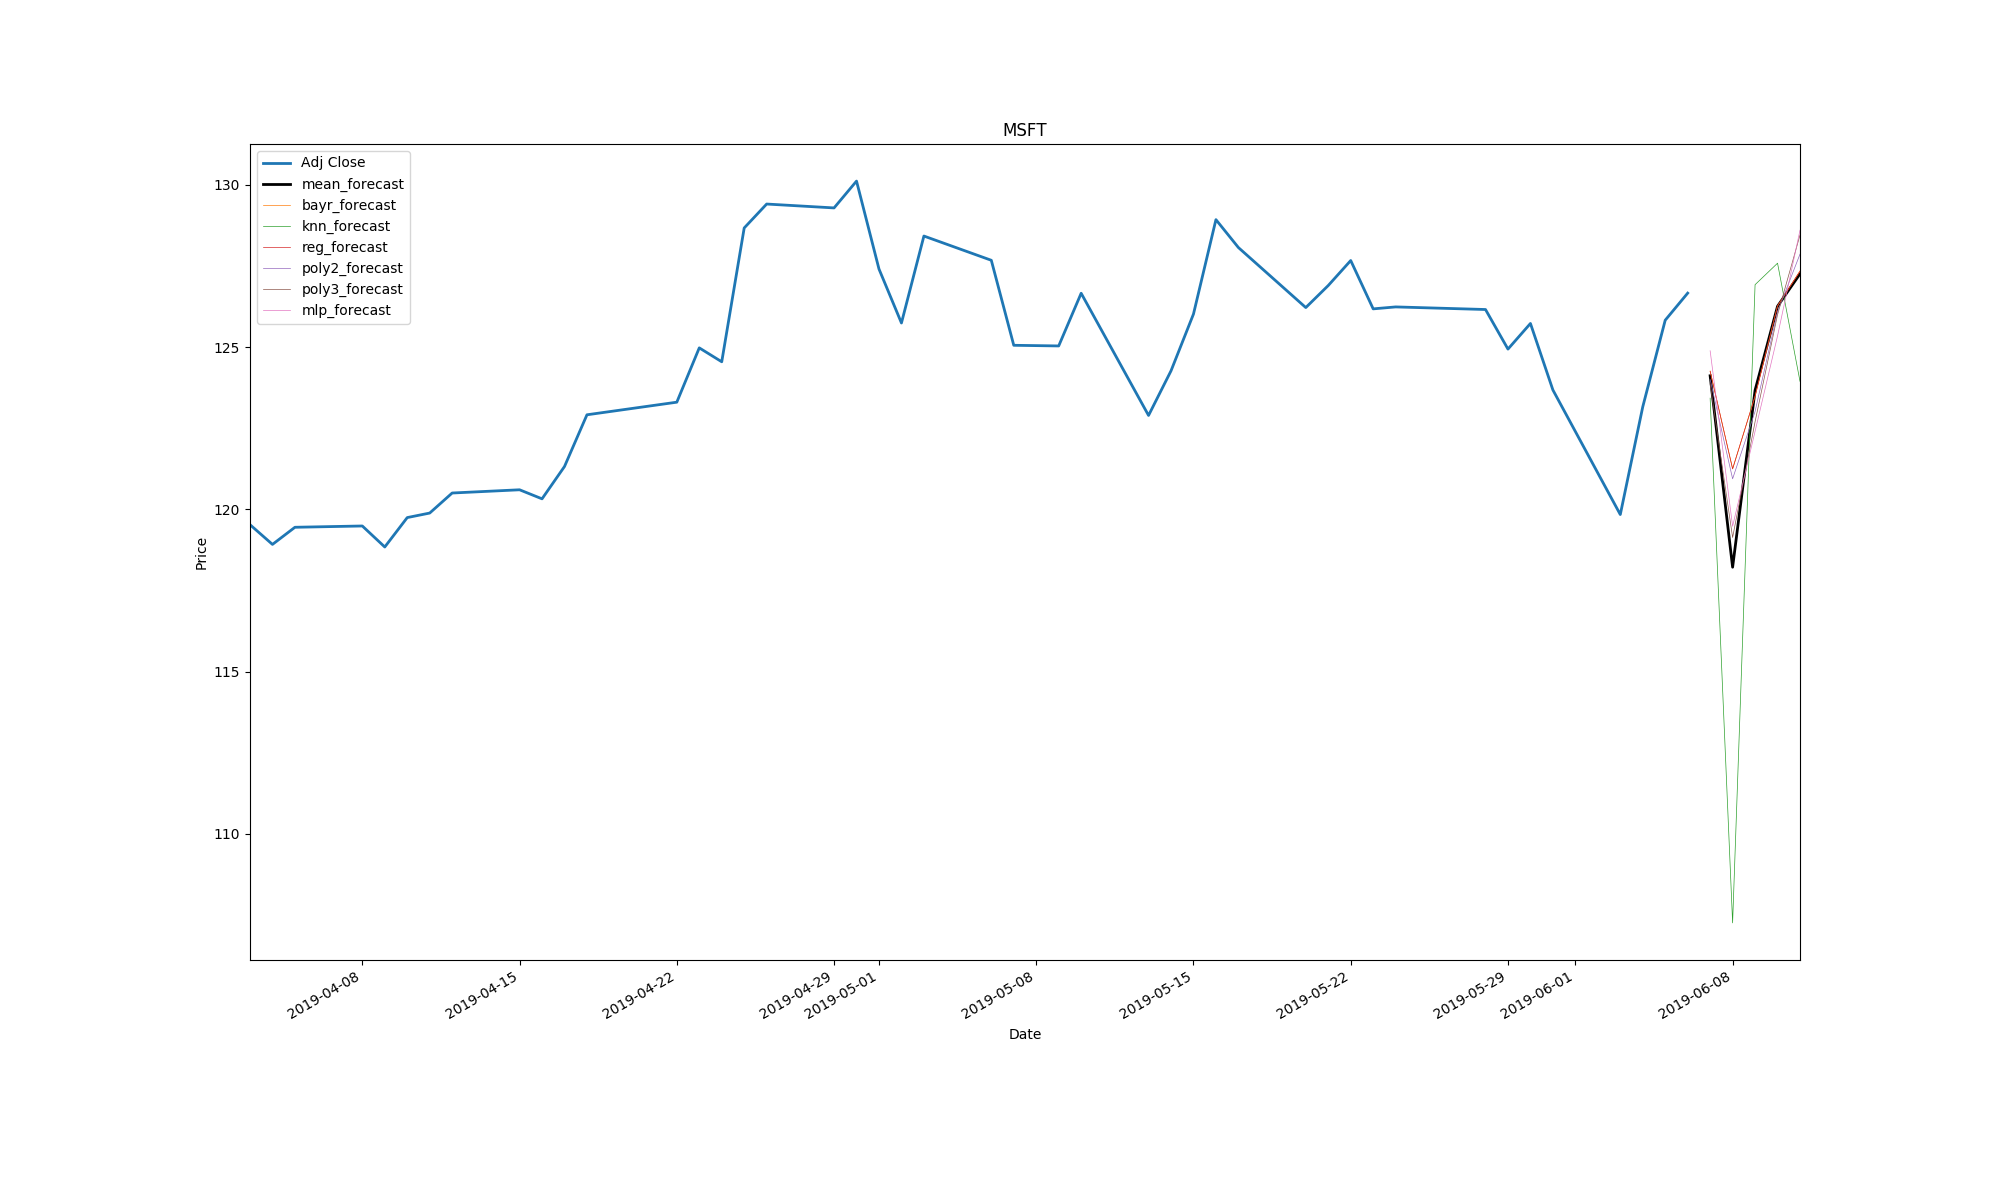 MSFT
Adj Close
mean_forecast
bayr_forecast
knn_forecast
reg_forecast
poly2_forecast
poly3_forecast
mlp_forecast
130
125
120
115
110
Price
2019-04-08
2019-04-15
2019-04-22
2019-04-29
2019-05-01
2019-05-08
2019-05-15
2019-05-22
2019-05-29
2019-06-01
2019-06-08
Date